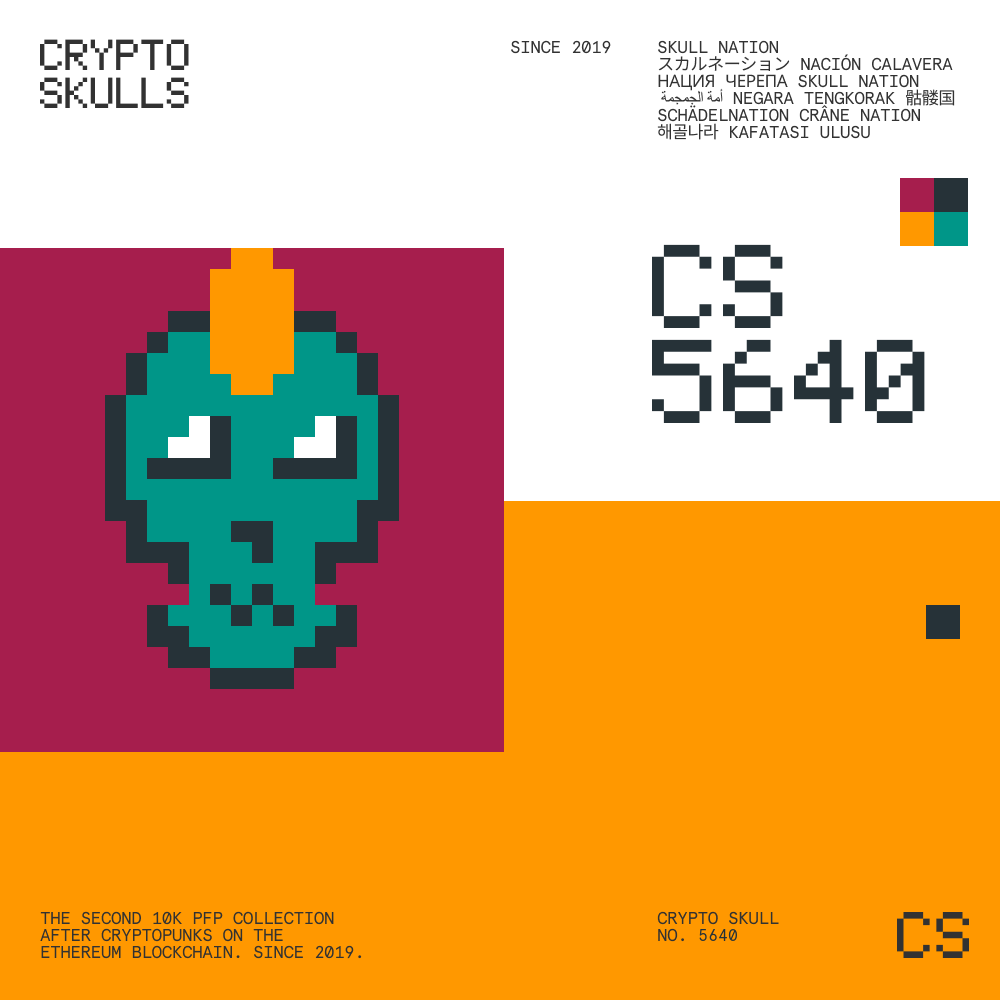 CRYPTO
SKULLS
SINCE 2019
SKULL NATION
スカルネーション NACIÓN CALAVERA
НАЦИЯ ЧЕРЕПА SKULL NATION
أمة الجمجمة NEGARA TENGKORAK 骷髅国
SCHÄDELNATION CRÂNE NATION
해골나라 KAFATASI ULUSU
CS
5640
THE SECOND 10K PFP COLLECTION
AFTER CRYPTOPUNKS ON THE
ETHEREUM BLOCKCHAIN. SINCE 2019.
CRYPTO SKULL
NO. 5640
CS